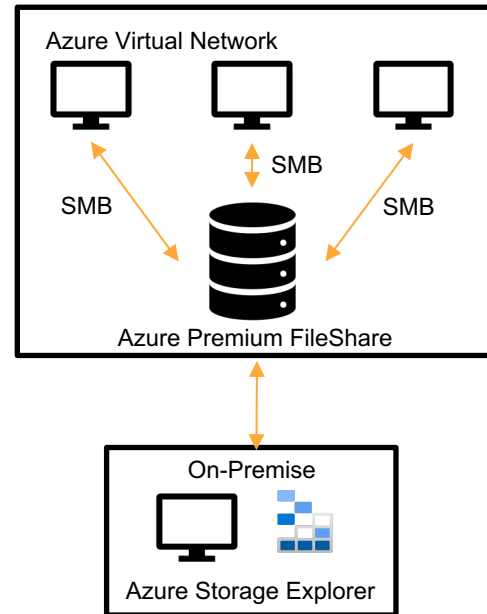 Azure Virtual Network
SMB
SMB
SMB
Azure Premium FileShare
On-Premise
Azure Storage Explorer